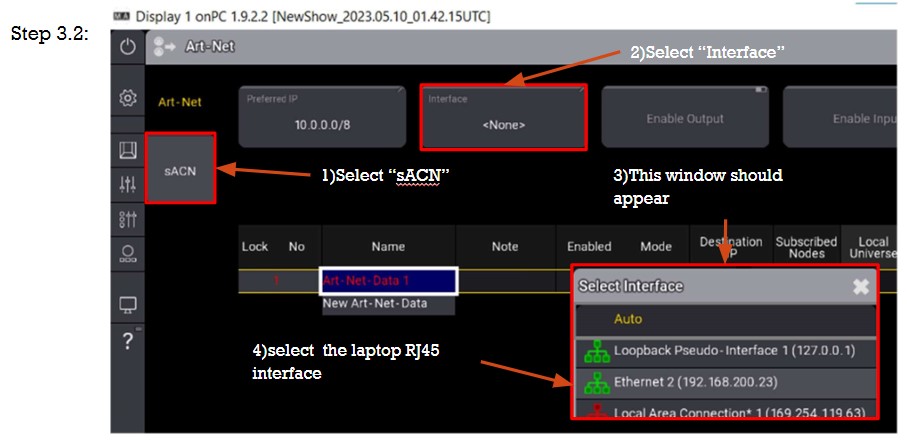 Display 1 onPC 1.9.2.2 [NewShow_2023.05.10_01.42.15UTC]
Step 3.2:
Art-Net
2)Select “Interface”
Art-Net
Preferred IP
10.0.0.0/8
Interface
<None>
Enable Output
Enable Inpu
sACN
1)Select “sACN”
3)This window should
appear
Lock
No
Name
Note
Enabled
Mode
Destination
IP
Subscribed
Nodes
Local
Universe
1
Art-Net-Data 1
New Art-Net-Data
Select Interface
Auto
Loopback Pseudo-Interface 1 (127.0.0.1)
Ethernet 2 (192.168.200.23)
Local Area Connection* 1 (169.254.119.63)
4)select  the laptop RJ45
interface
?